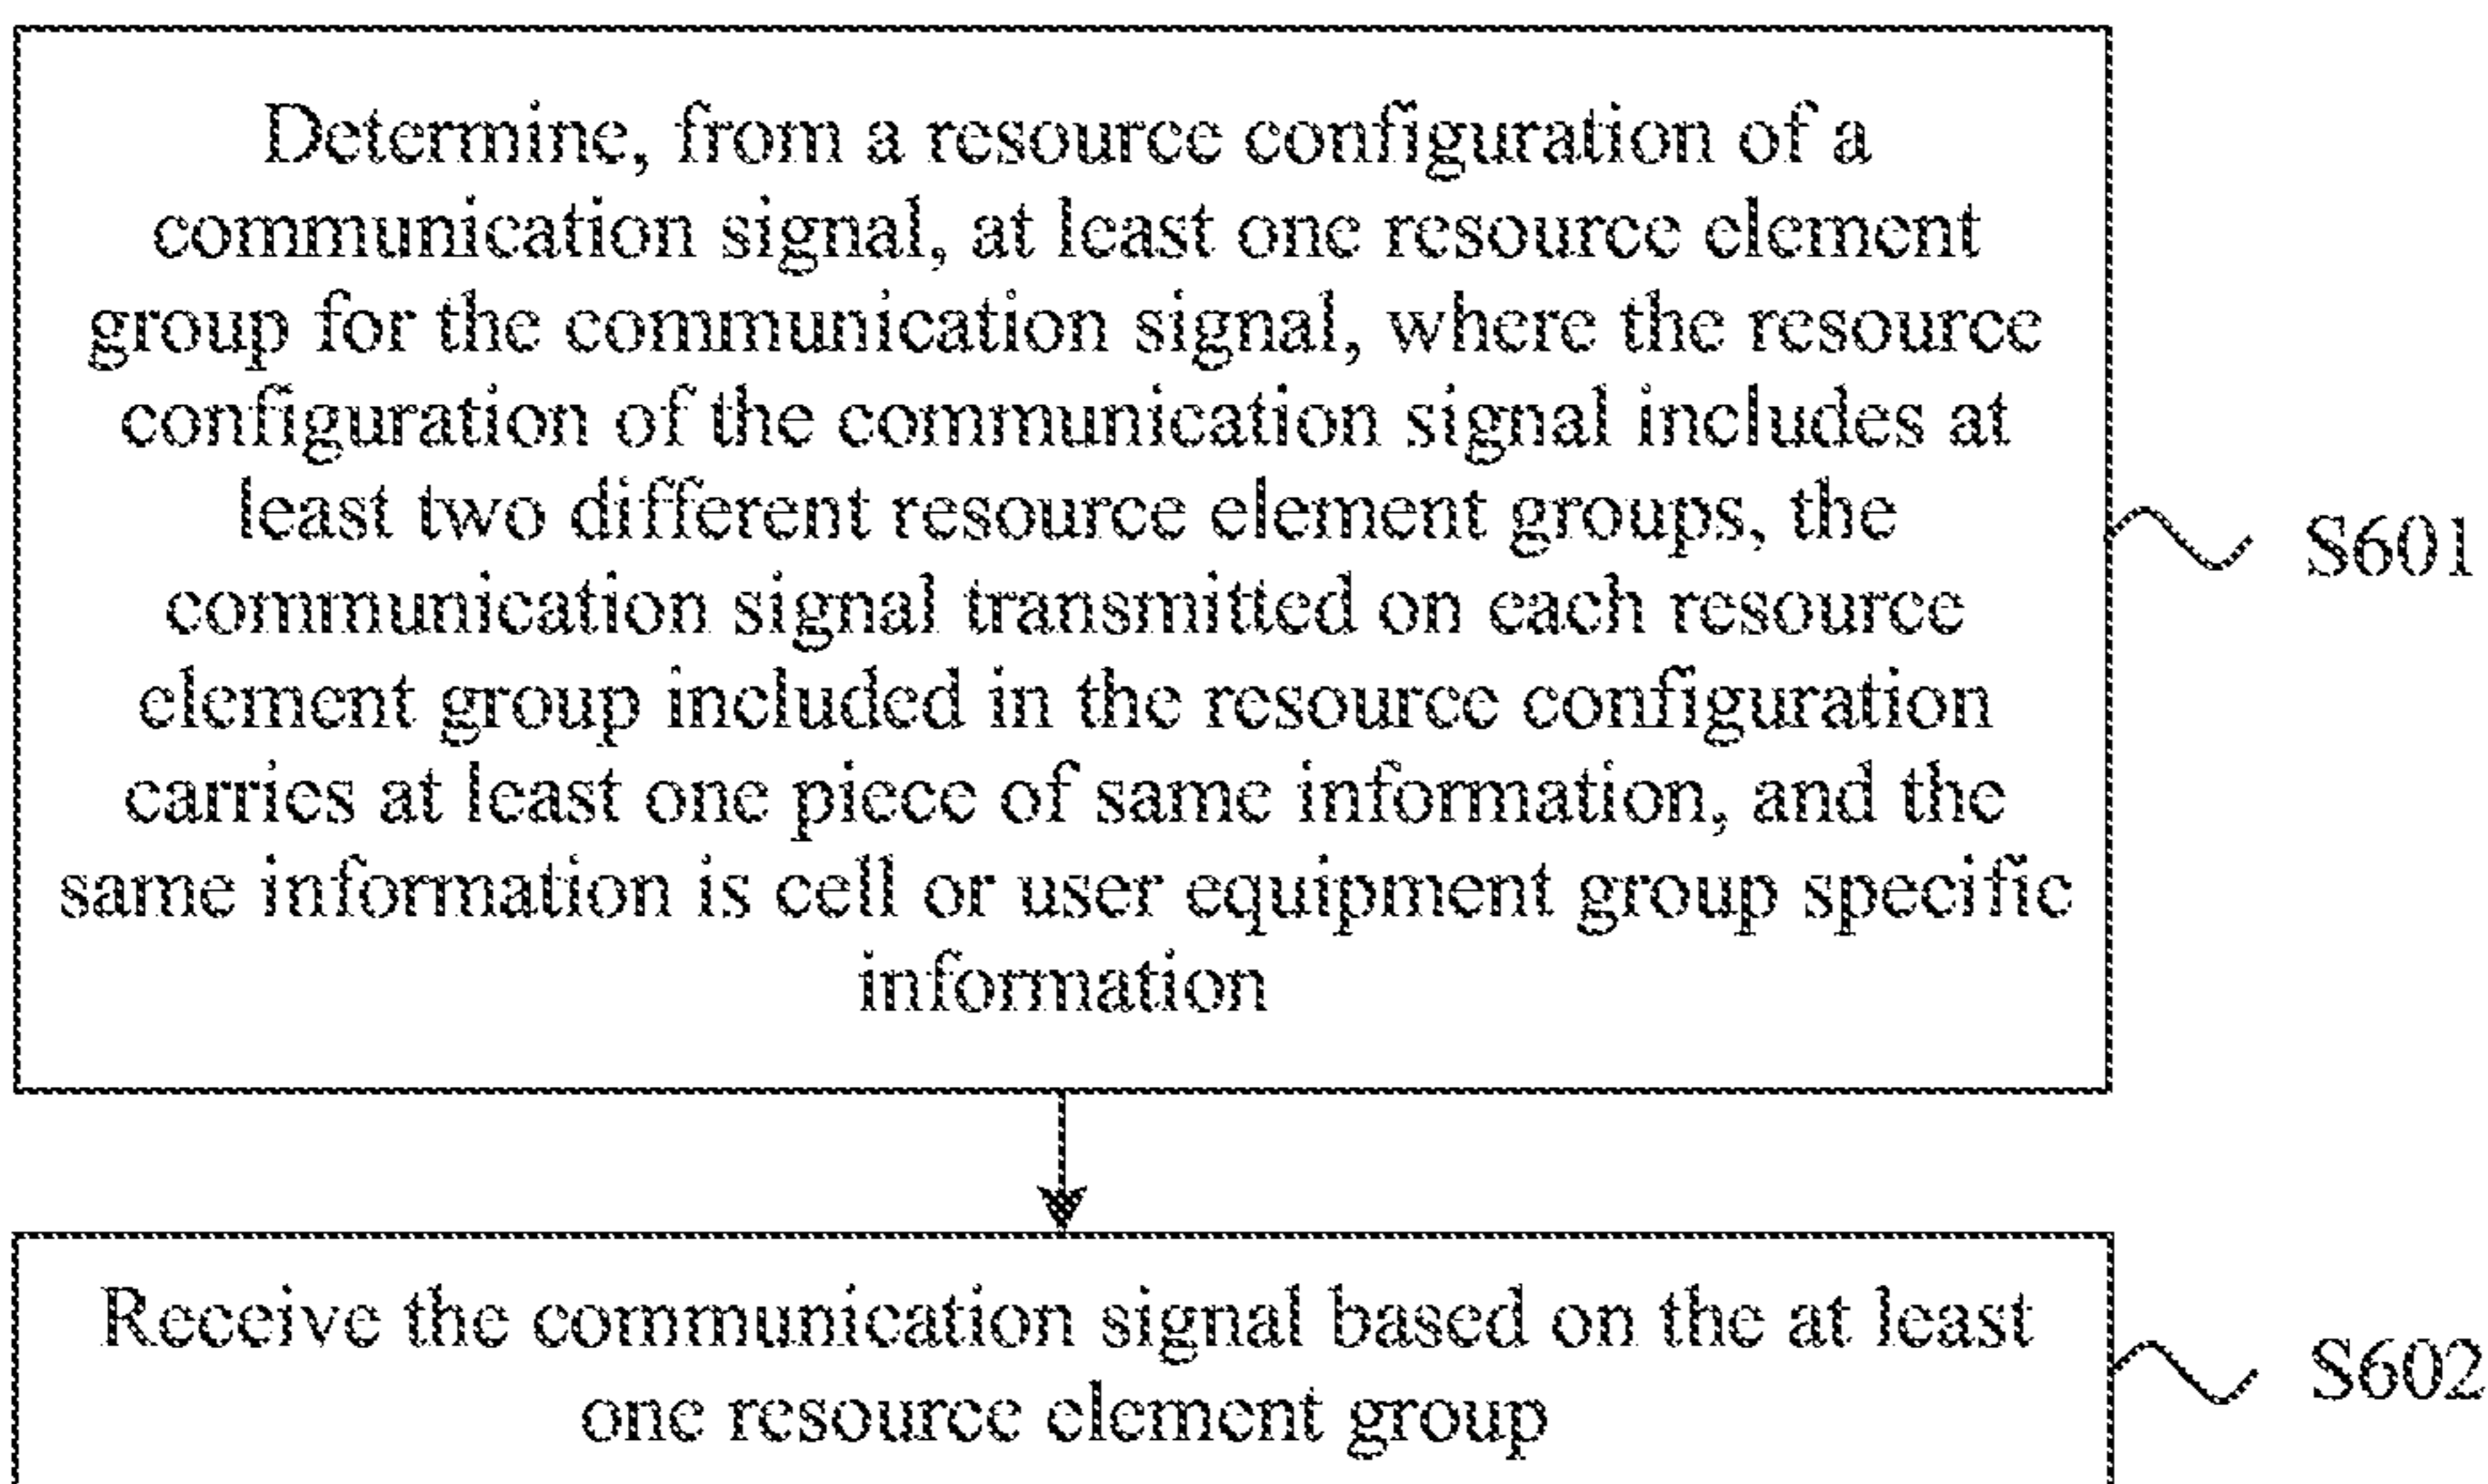 Determine, from a resource configuration of a
communication signal, at least one resource element
group for the communication signal, where the resource
configuration of the communication signal includes at
least two different resource element groups, the
communication signal transmitted on each resource
element group included in the resource configuration
carries at least one piece of same information, and the
same information is cell or user equipment group specific
information
S601
Receive the communication signal based on the at least
one resource element group
S602